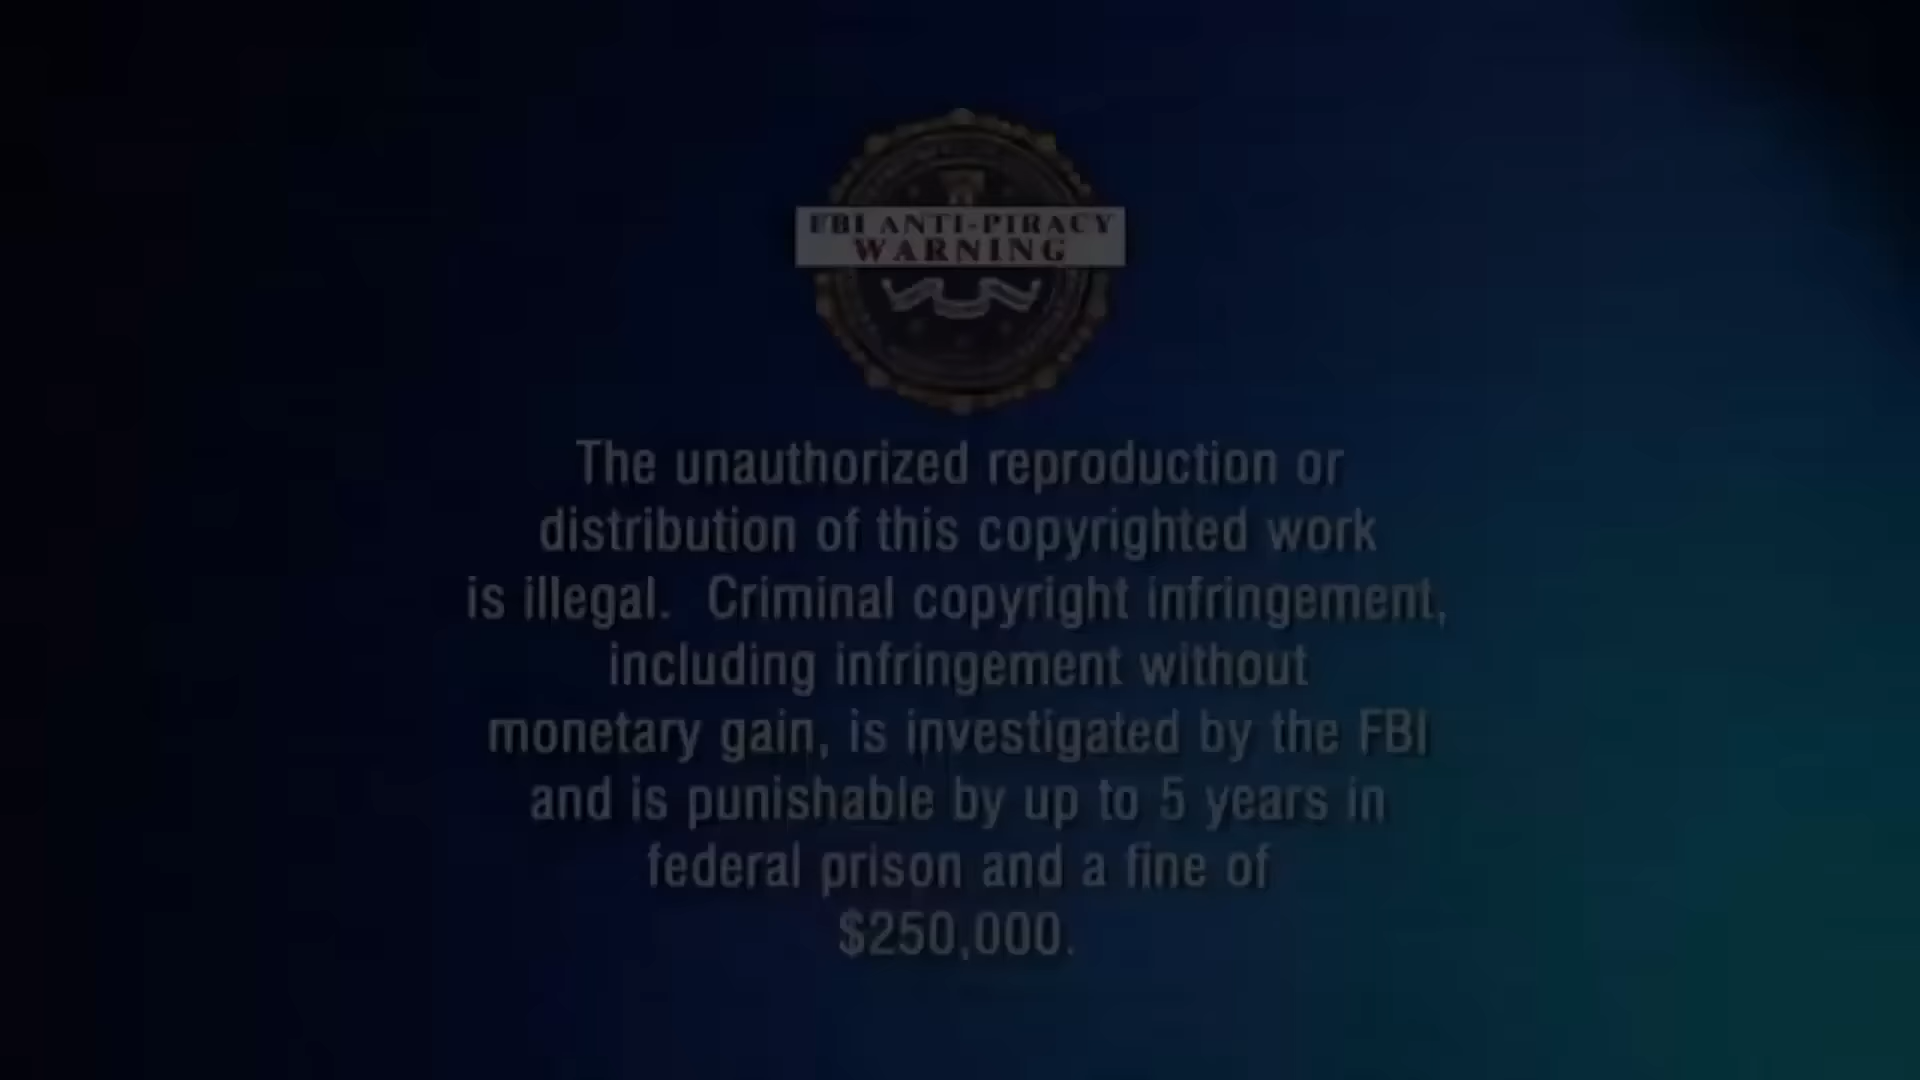 FBI ANTI-PIRACY
WARNING
The unauthorized reproduction or
distribution of this copyrighted work
is illegal.  Criminal copyright infringement,
including infringement without
monetary gain, is investigated by the FBI
and is punishable by up to 5 years in
federal prison and a fine of
$250,000.